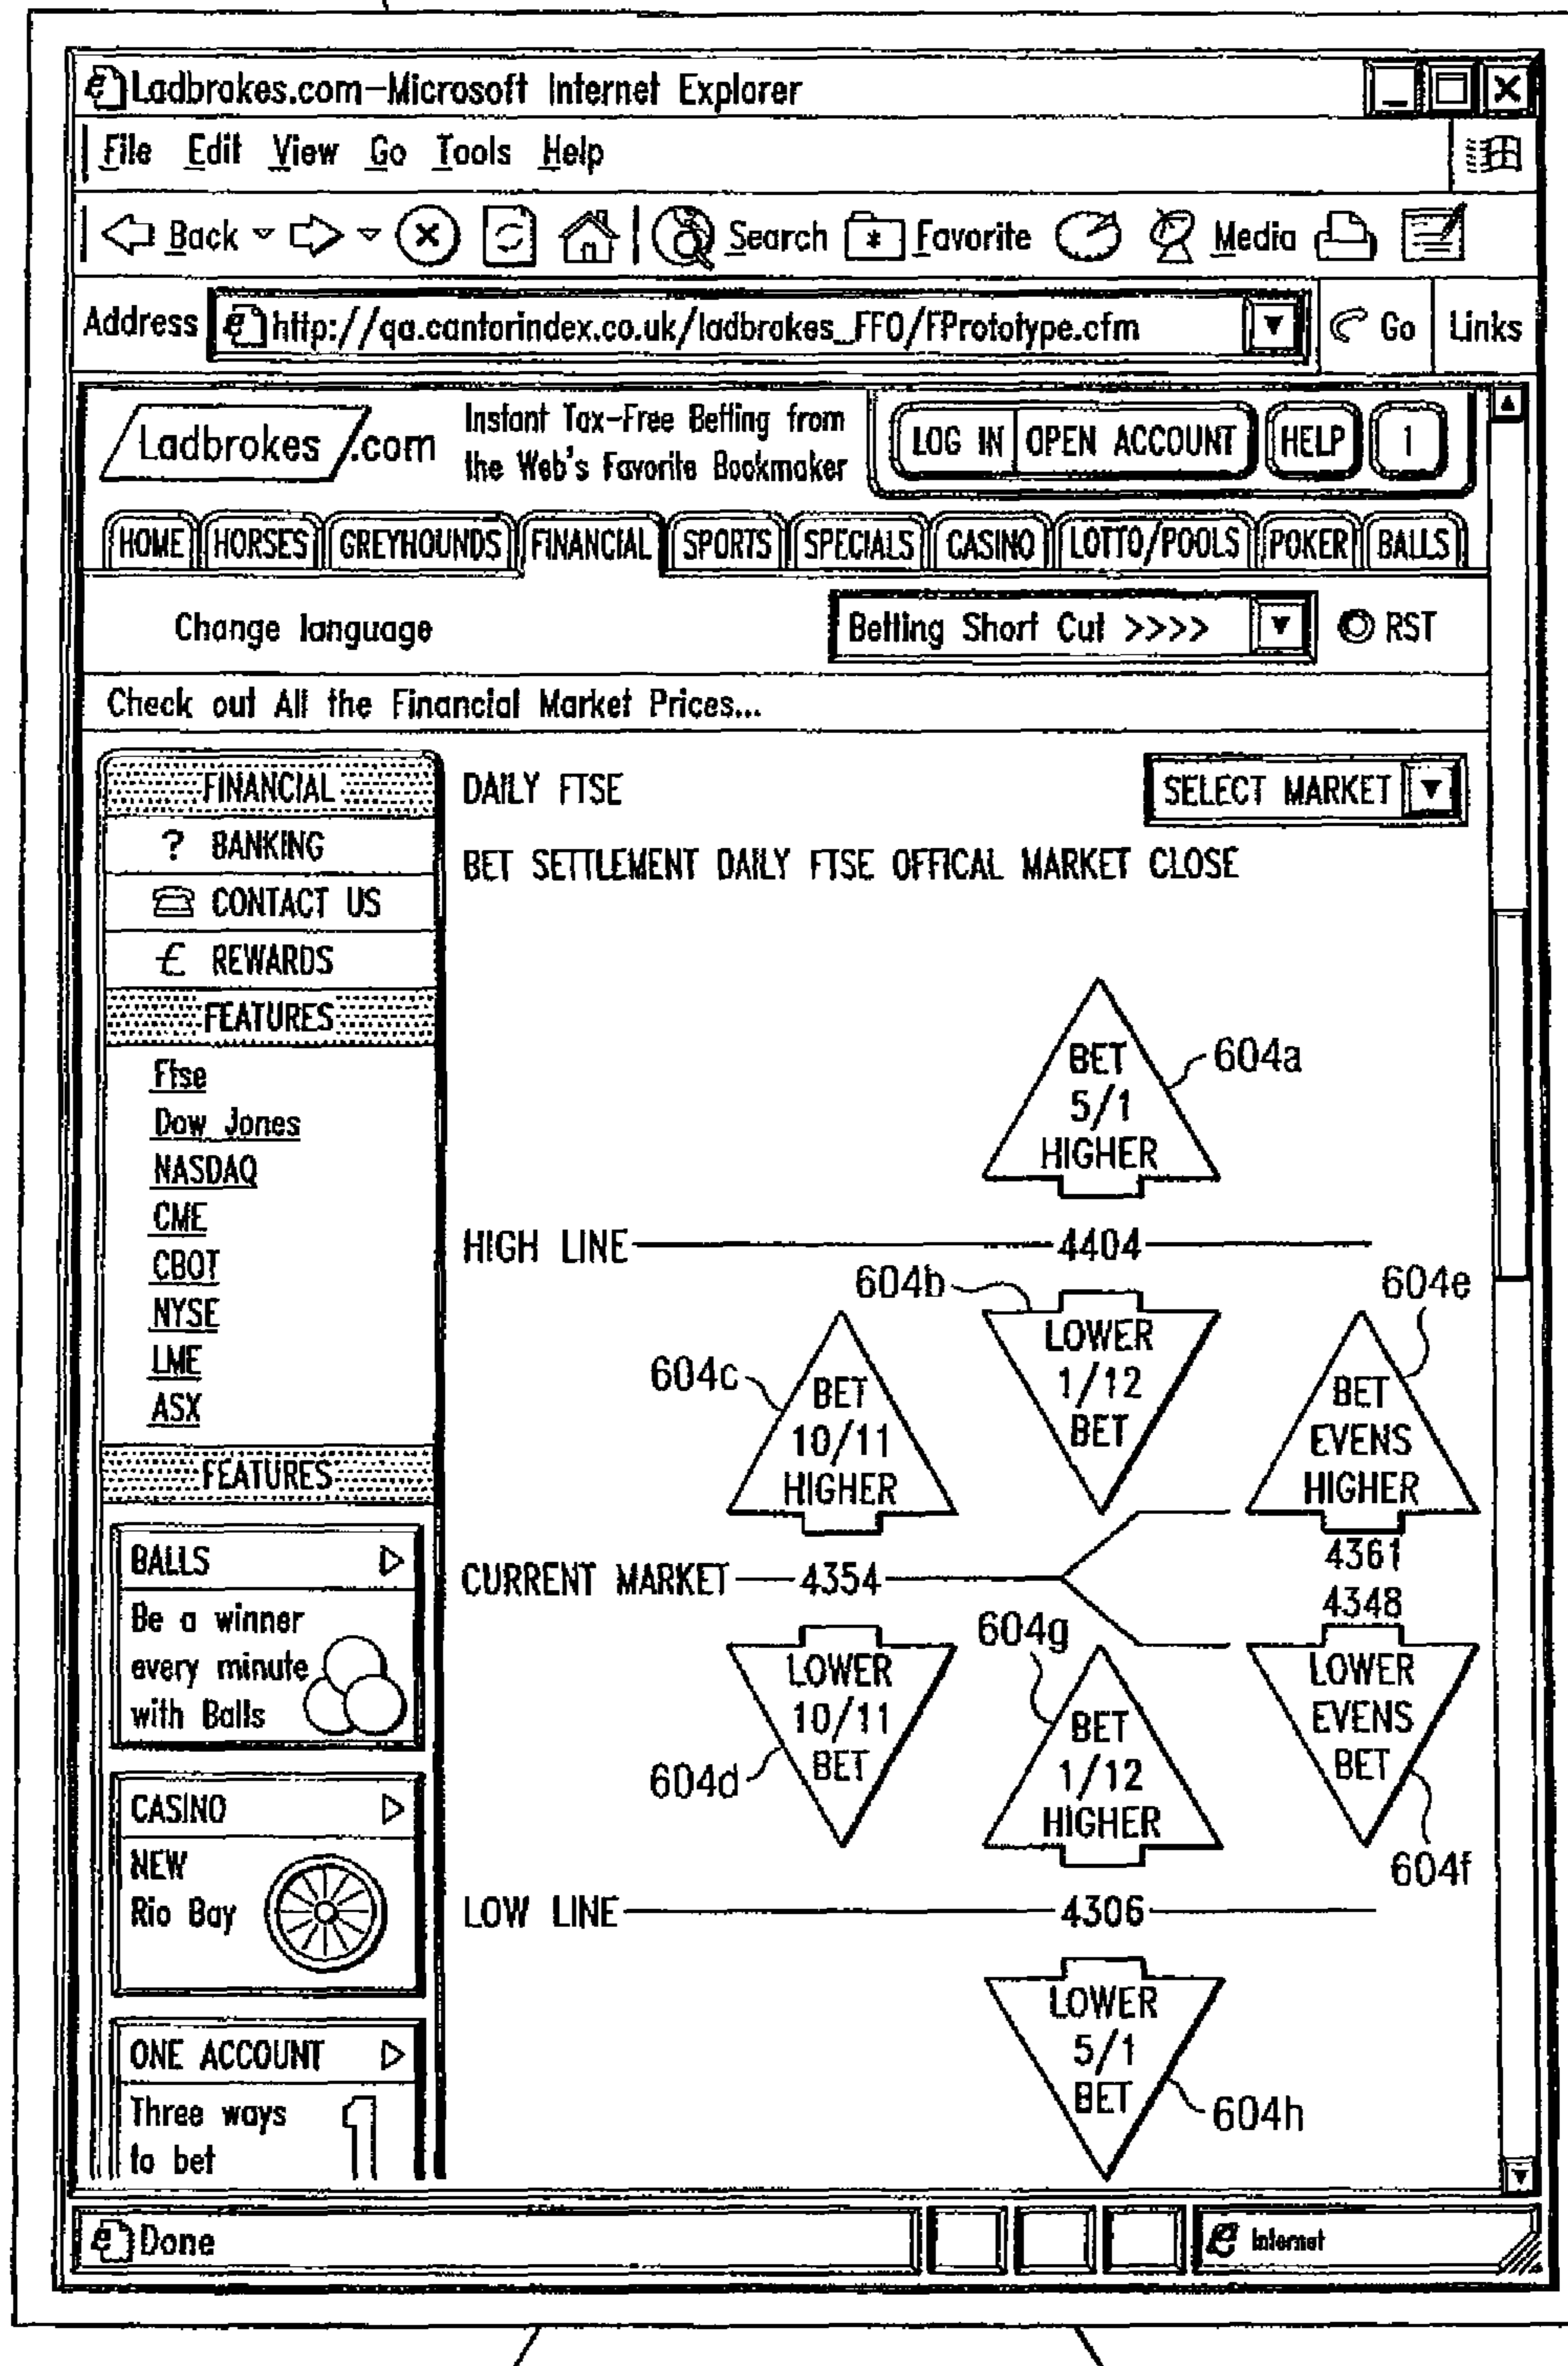 Ladbrokes.com-Microsoft Internet Explorer
File Edit View Go Tools Help
Back Search Favorite Media
Address http://qa.cantorindex.co.uk/ladbrokes_FFO/FPrototype.cfm Go Links
Ladbrokes.com
Instant Tax-Free Betting from
the Web's Favorite Bookmaker
LOG IN OPEN ACCOUNT HELP 1
HOME HORSES GREYHOUNDS FINANCIAL SPORTS SPECIALS CASINO LOTTO/POOLS POKER BALLS
Change language
Betting Short Cut >>>> RST
Check out All the Financial Market Prices...
FINANCIAL
? BANKING
CONTACT US
£ REWARDS
FEATURES
Ftse
Dow Jones
NASDAQ
CME
CBOT
NYSE
LME
ASX
FEATURES
BALLS
Be a winner
every minute
with Balls
CASINO
NEW
Rio Bay
ONE ACCOUNT
Three ways
to bet
1
DAILY FTSE
SELECT MARKET
BET SETTLEMENT DAILY FTSE OFFICAL MARKET CLOSE
BET
5/1
HIGHER
604a
HIGH LINE 4404
604b
LOWER
1/12
BET
604c
BET
10/11
HIGHER
604e
BET
EVENS
HIGHER
4361
CURRENT MARKET 4354
4348
LOWER
10/11
BET
604d
604g
BET
1/12
HIGHER
LOWER
EVENS
BET
604f
LOW LINE 4306
LOWER
5/1
BET
604h
Done
Internet